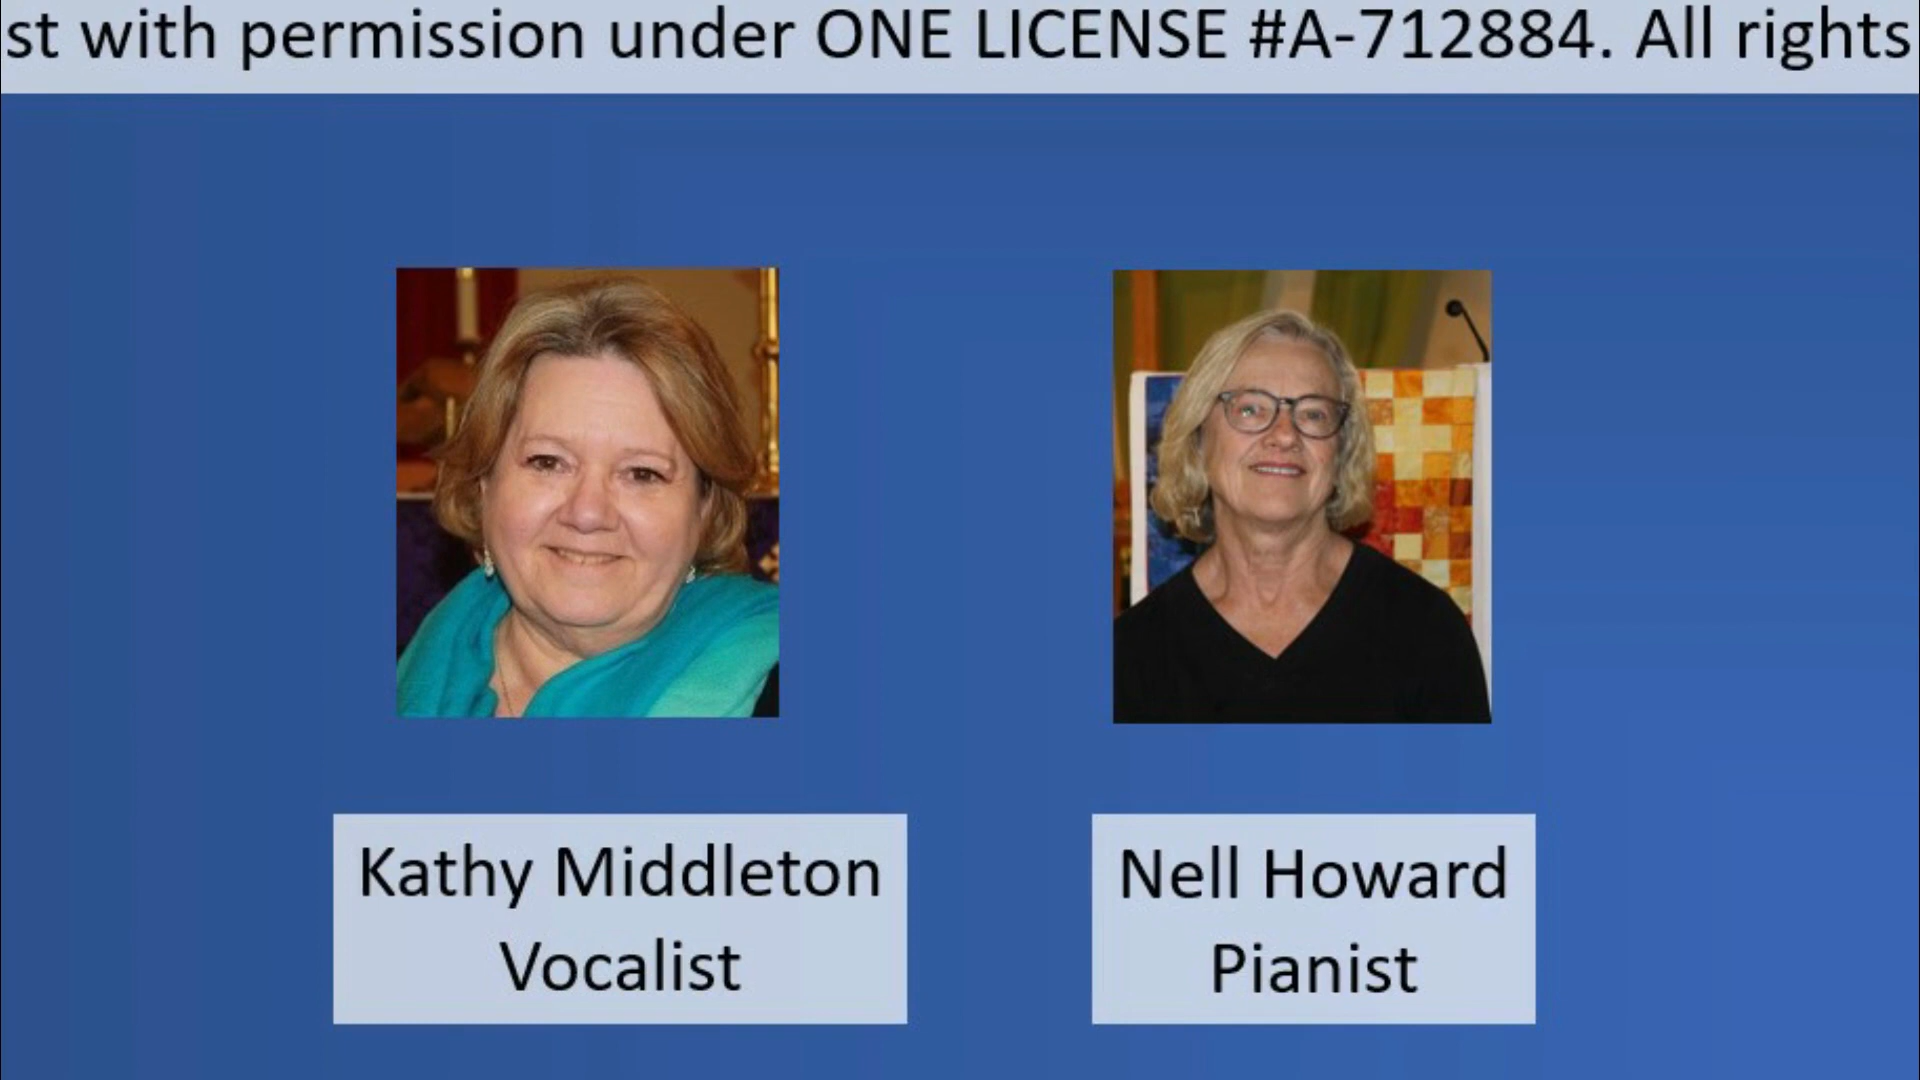 st with permission under ONE LICENSE #A-712884. All rights
Kathy Middleton
Vocalist
Nell Howard
Pianist